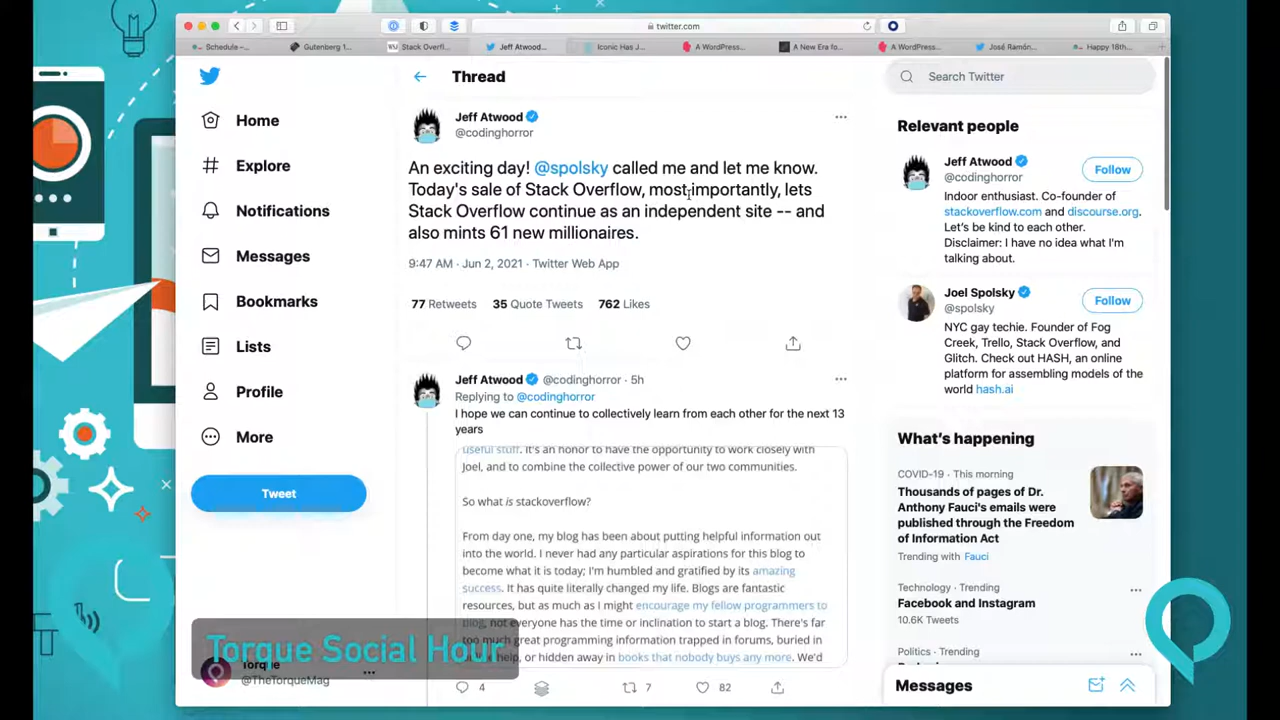 twitter.com
Schedule –...
Gutenberg 1...
Stack Overfl...
Jeff Atwood...
Iconic Has J...
A WordPress...
A New Era fo...
A WordPress...
José Ramón...
Happy 18th...
Thread
Search Twitter
Home
Explore
Notifications
Messages
Bookmarks
Lists
Profile
More
Tweet
Jeff Atwood
@codinghorror
An exciting day! @spolsky called me and let me know.
Today's sale of Stack Overflow, most importantly, lets
Stack Overflow continue as an independent site -- and
also mints 61 new millionaires.
9:47 AM · Jun 2, 2021 · Twitter Web App
77 Retweets 35 Quote Tweets 762 Likes
Jeff Atwood @codinghorror · 5h
Replying to @codinghorror
I hope we can continue to collectively learn from each other for the next 13
years
useful stuff. It's an honor to have the opportunity to work closely with
Joel, and to combine the collective power of our two communities.
So what is stackoverflow?
From day one, my blog has been about putting helpful information out
into the world. I never had any particular aspirations for this blog to
become what it is today; I'm humbled and gratified by its amazing
success. It has quite literally changed my life. Blogs are fantastic
resources, but as much as I might encourage my fellow programmers to
blog, not everyone has the time or inclination to start a blog. There's far
too much great programming information trapped in forums, buried in
help, or hidden away in books that nobody buys any more. We'd
4 7 82
Relevant people
Jeff Atwood
@codinghorror
Follow
Indoor enthusiast. Co-founder of
stackoverflow.com and discourse.org.
Let's be kind to each other.
Disclaimer: I have no idea what I'm
talking about.
Joel Spolsky
@spolsky
Follow
NYC gay techie. Founder of Fog
Creek, Trello, Stack Overflow, and
Glitch. Check out HASH, an online
platform for assembling models of the
world hash.ai
What's happening
COVID-19 · This morning
Thousands of pages of Dr.
Anthony Fauci's emails were
published through the Freedom
of Information Act
Trending with Fauci
Technology · Trending
Facebook and Instagram
10.6K Tweets
Politics · Trending
Messages
Torque Social Hour
Torque
@TheTorqueMag